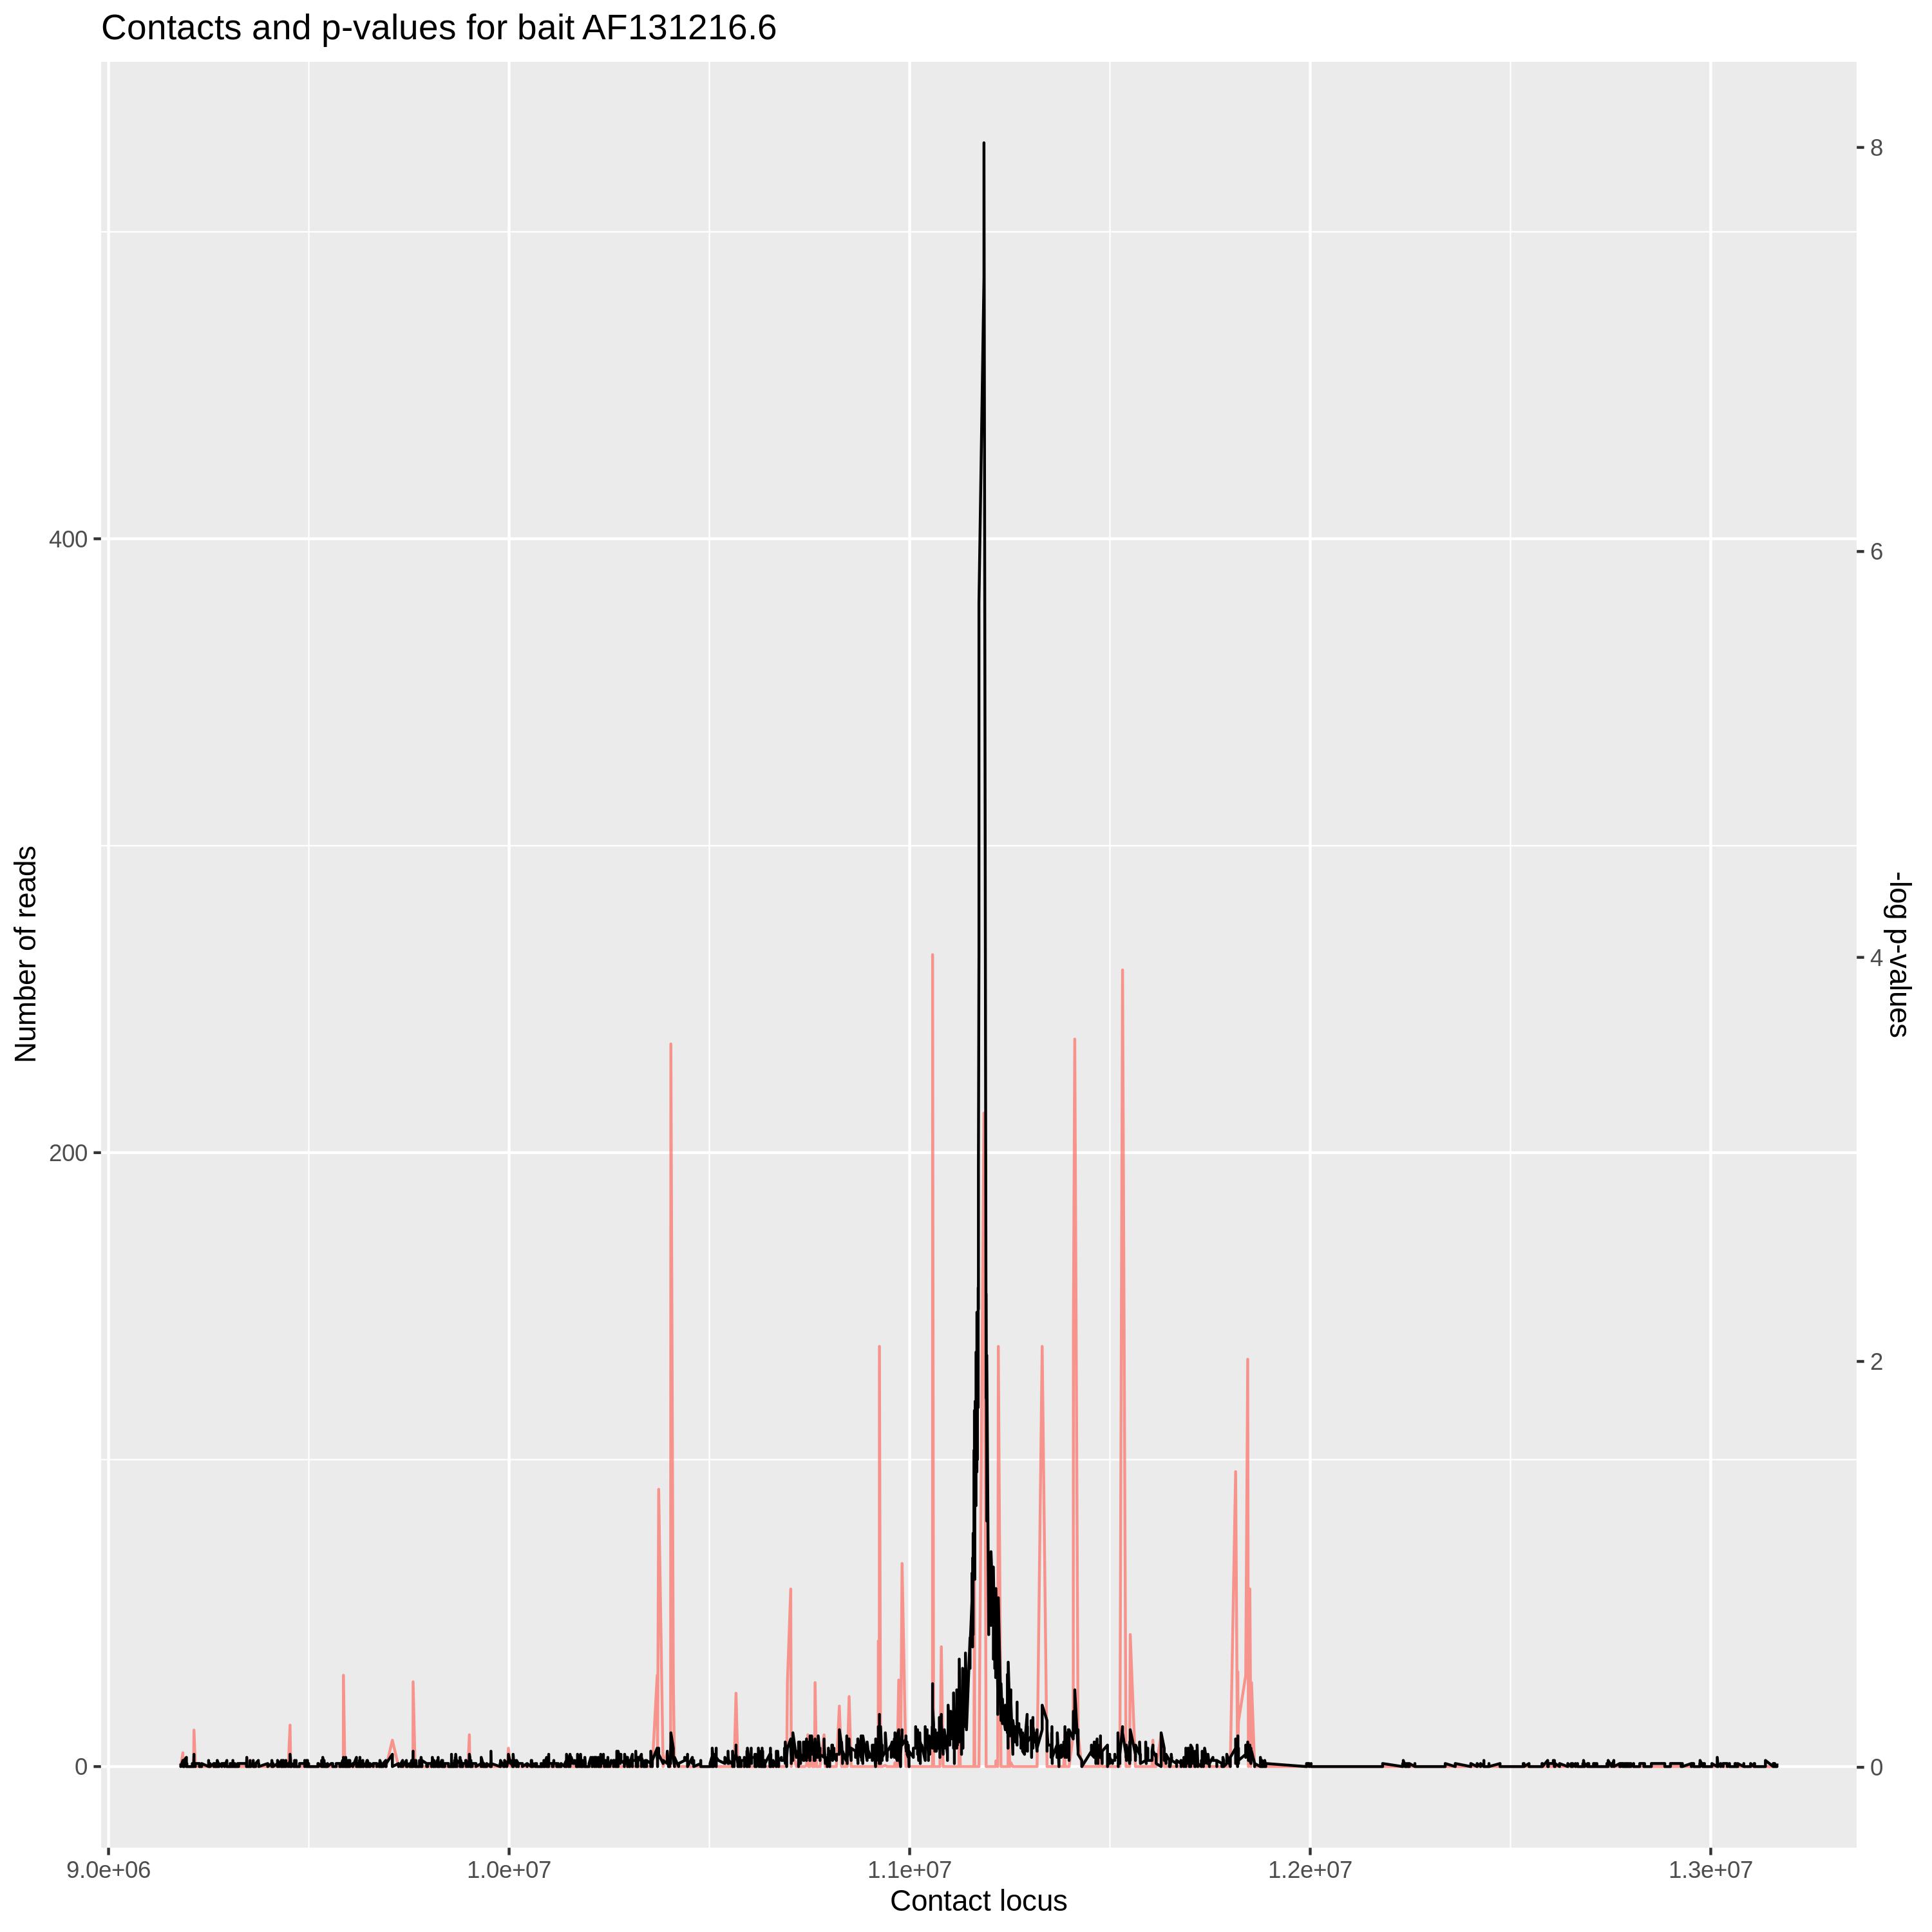 Contacts and p-values for bait AF131216.6
Number of reads
400
200
0
8
6
4
2
0
-log p-values
9.0e+06 1.0e+07 1.1e+07 1.2e+07 1.3e+07
Contact locus